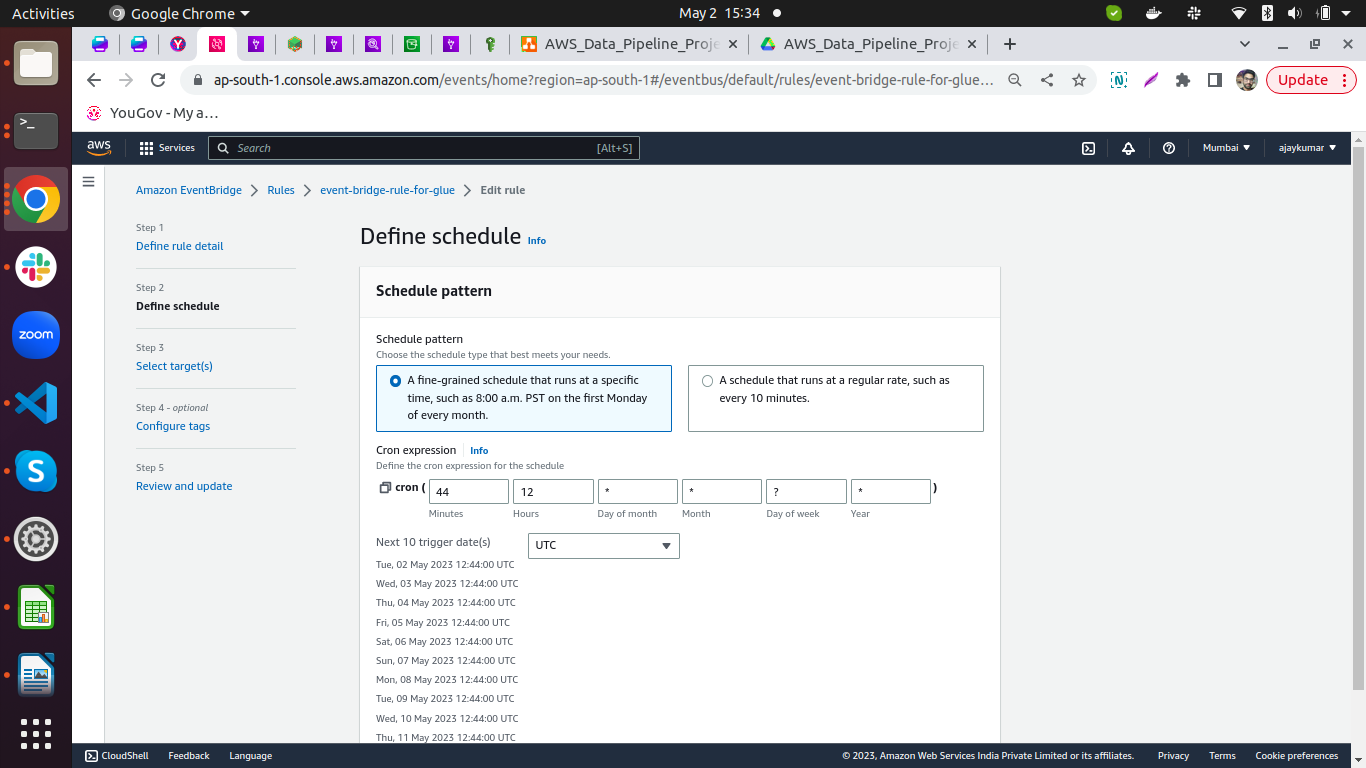 Activities
Google Chrome
May 2 15:34
AWS_Data_Pipeline_Proje
AWS_Data_Pipeline_Proje
ap-south-1.console.aws.amazon.com/events/home?region=ap-south-1#/eventbus/default/rules/event-bridge-rule-for-glue...
Update
YouGov - My a...
aws
Services
Search
[Alt+S]
Mumbai
ajaykumar
Amazon EventBridge
Rules
event-bridge-rule-for-glue
Edit rule
Step 1
Define rule detail
Step 2
Define schedule
Step 3
Select target(s)
Step 4 - optional
Configure tags
Step 5
Review and update
Define schedule Info
Schedule pattern
Schedule pattern
Choose the schedule type that best meets your needs.
A fine-grained schedule that runs at a specific
time, such as 8:00 a.m. PST on the first Monday
of every month.
A schedule that runs at a regular rate, such as
every 10 minutes.
Cron expression Info
Define the cron expression for the schedule
cron ( 44 12 * * ? * )
Minutes Hours Day of month Month Day of week Year
Next 10 trigger date(s) UTC
Tue, 02 May 2023 12:44:00 UTC
Wed, 03 May 2023 12:44:00 UTC
Thu, 04 May 2023 12:44:00 UTC
Fri, 05 May 2023 12:44:00 UTC
Sat, 06 May 2023 12:44:00 UTC
Sun, 07 May 2023 12:44:00 UTC
Mon, 08 May 2023 12:44:00 UTC
Tue, 09 May 2023 12:44:00 UTC
Wed, 10 May 2023 12:44:00 UTC
Thu, 11 May 2023 12:44:00 UTC
zoom
CloudShell
Feedback
Language
© 2023, Amazon Web Services India Private Limited or its affiliates.
Privacy
Terms
Cookie preferences